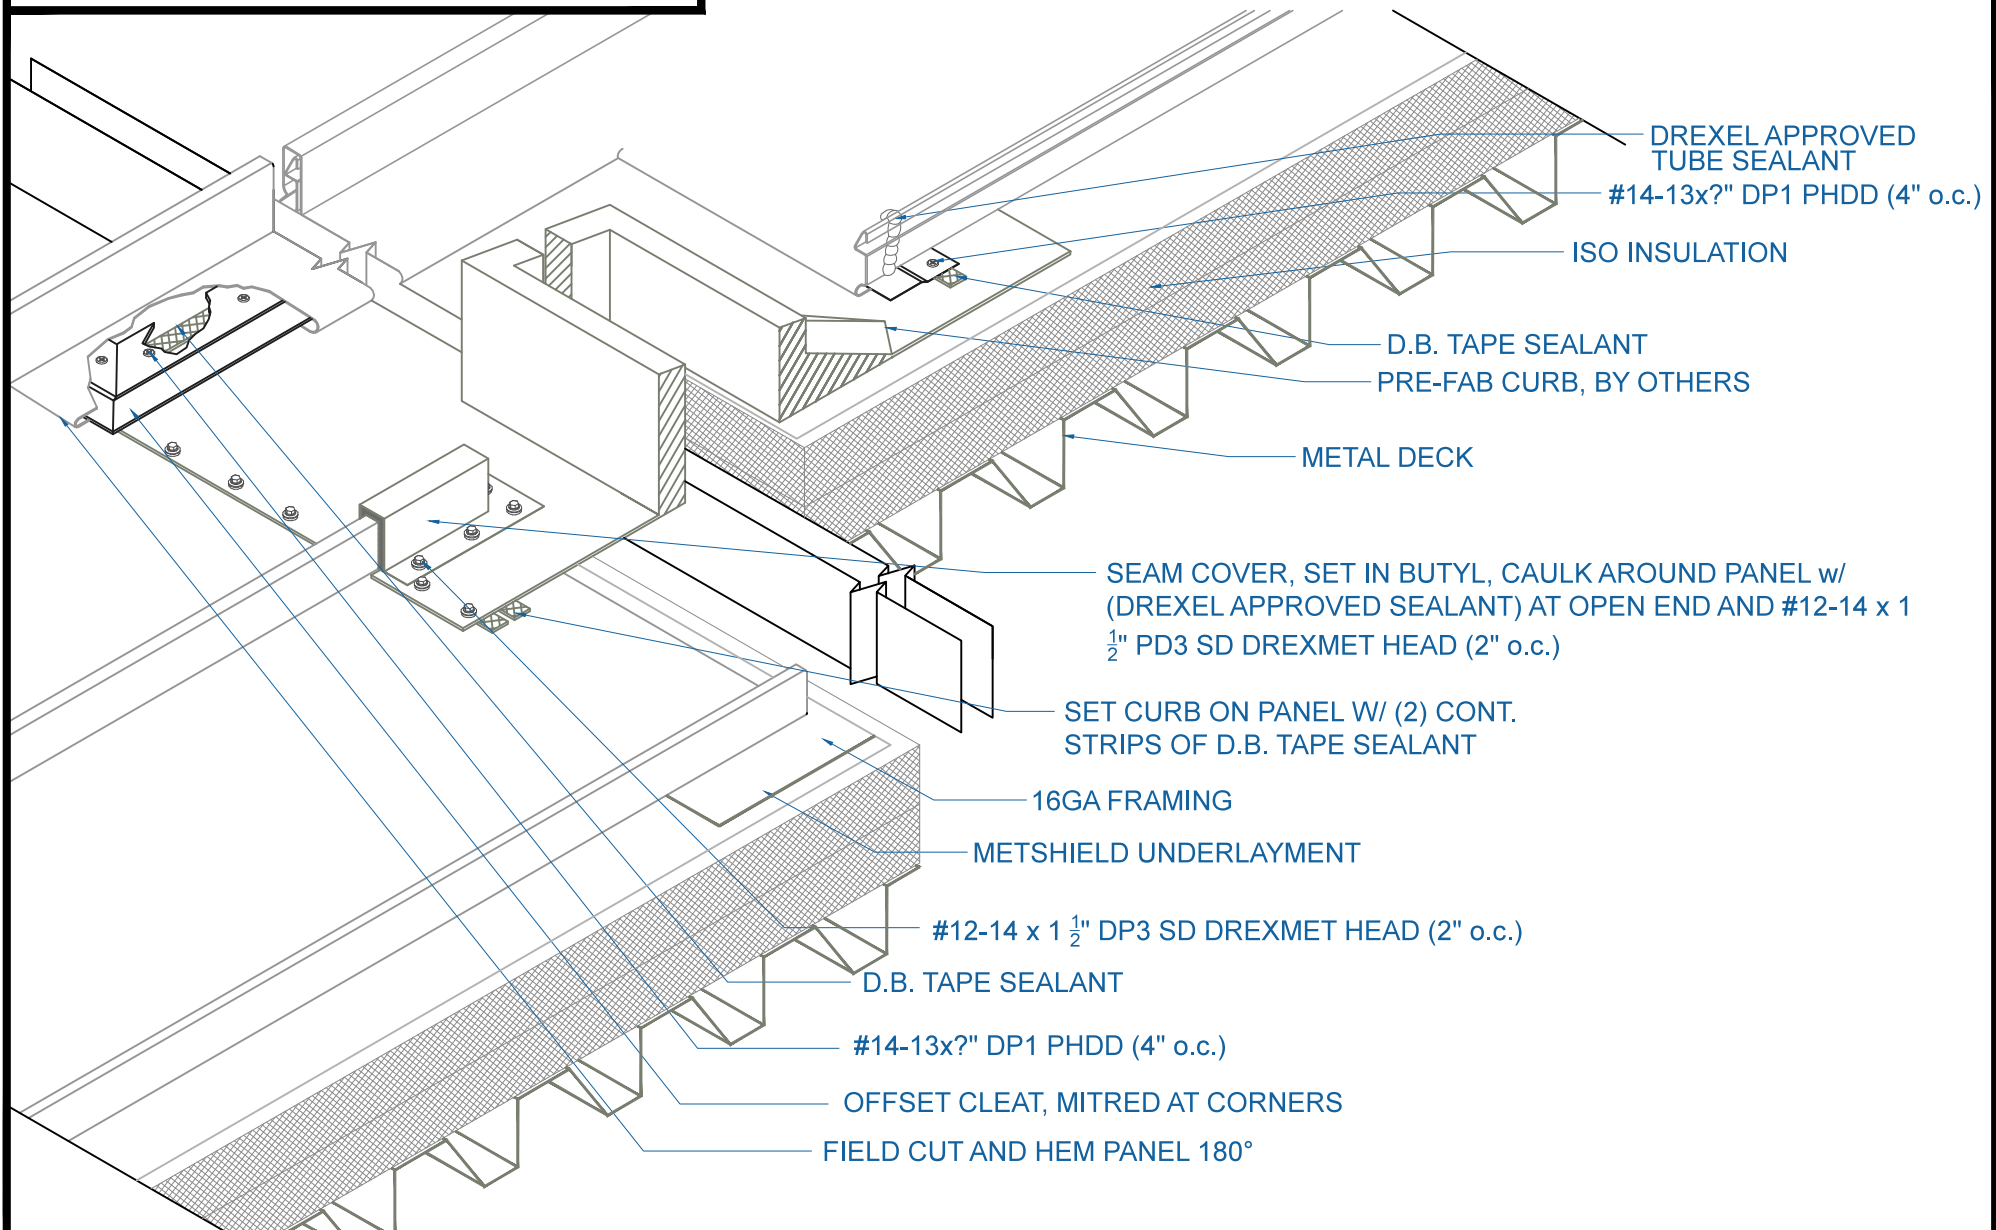 DREXEL APPROVED
TUBE SEALANT
#14-13x?" DP1 PHDD (4" o.c.)
ISO INSULATION
D.B. TAPE SEALANT
PRE-FAB CURB, BY OTHERS
METAL DECK
SEAM COVER, SET IN BUTYL, CAULK AROUND PANEL w/
(DREXEL APPROVED SEALANT) AT OPEN END AND #12-14 x 1
1/2" PD3 SD DREXMET HEAD (2" o.c.)
SET CURB ON PANEL W/ (2) CONT.
STRIPS OF D.B. TAPE SEALANT
16GA FRAMING
METSHIELD UNDERLAYMENT
#12-14 x 1 1/2" DP3 SD DREXMET HEAD (2" o.c.)
D.B. TAPE SEALANT
#14-13x?" DP1 PHDD (4" o.c.)
OFFSET CLEAT, MITRED AT CORNERS
FIELD CUT AND HEM PANEL 180°